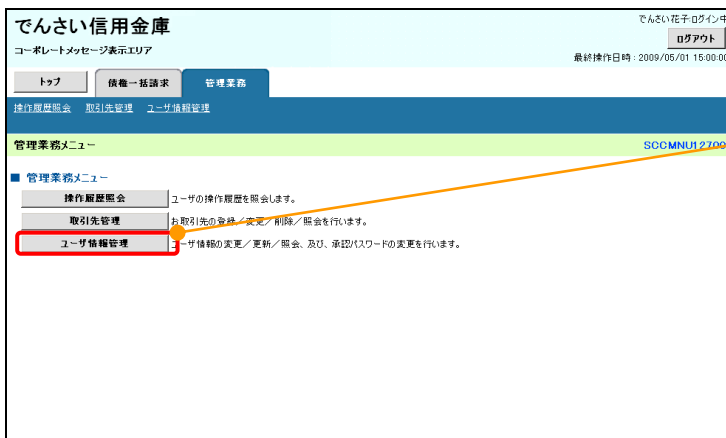 でんさい信用金庫
でんさい花子:ログイン中
ログアウト
コーポレートメッセージ表示エリア
最終操作日時：2009/05/01 15:00:00
トップ 債権一括請求 管理業務
操作履歴照会 取引先管理 ユーザ情報管理
管理業務メニュー SCCMNU12709
■ 管理業務メニュー
操作履歴照会 ユーザの操作履歴を照会します。
取引先管理 お取引先の登録／変更／削除／照会を行います。
ユーザ情報管理 ユーザ情報の変更／更新／照会、及び、承認パスワードの変更を行います。